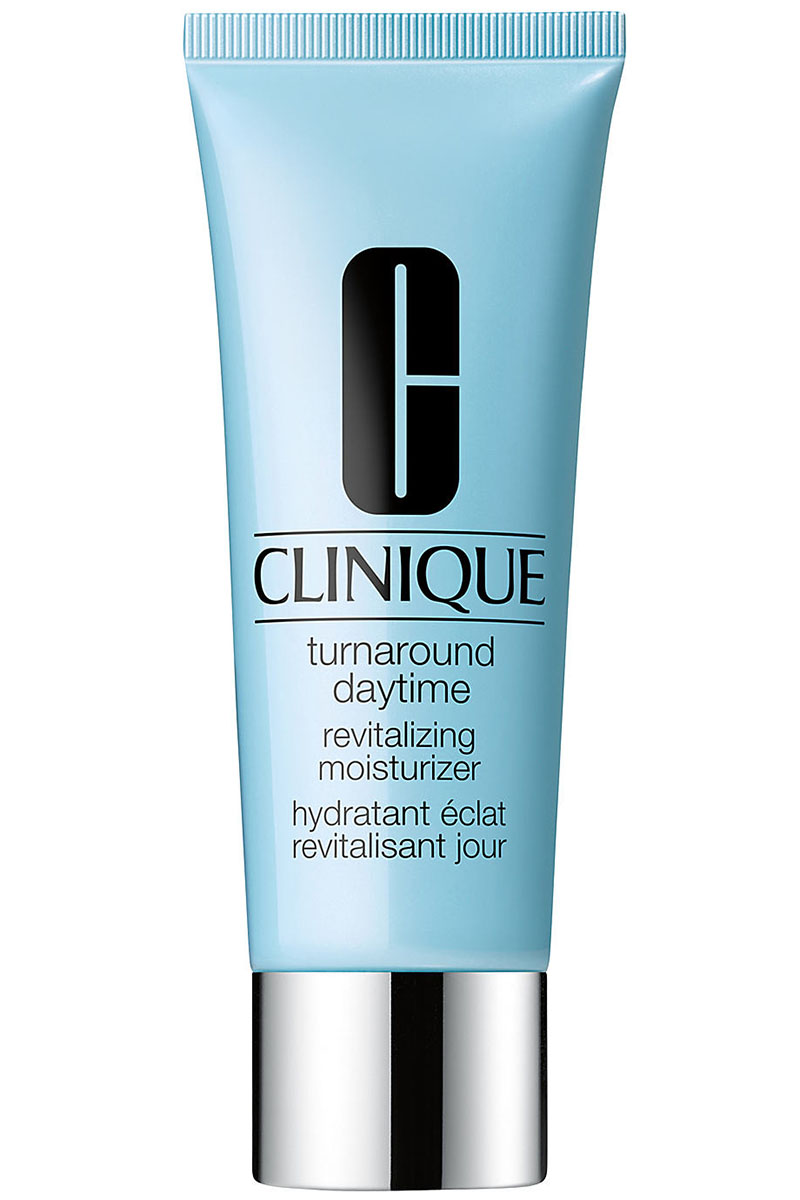 C
CLINIQUE
turnaround
daytime
revitalizing
moisturizer
hydratant éclat
revitalisant jour